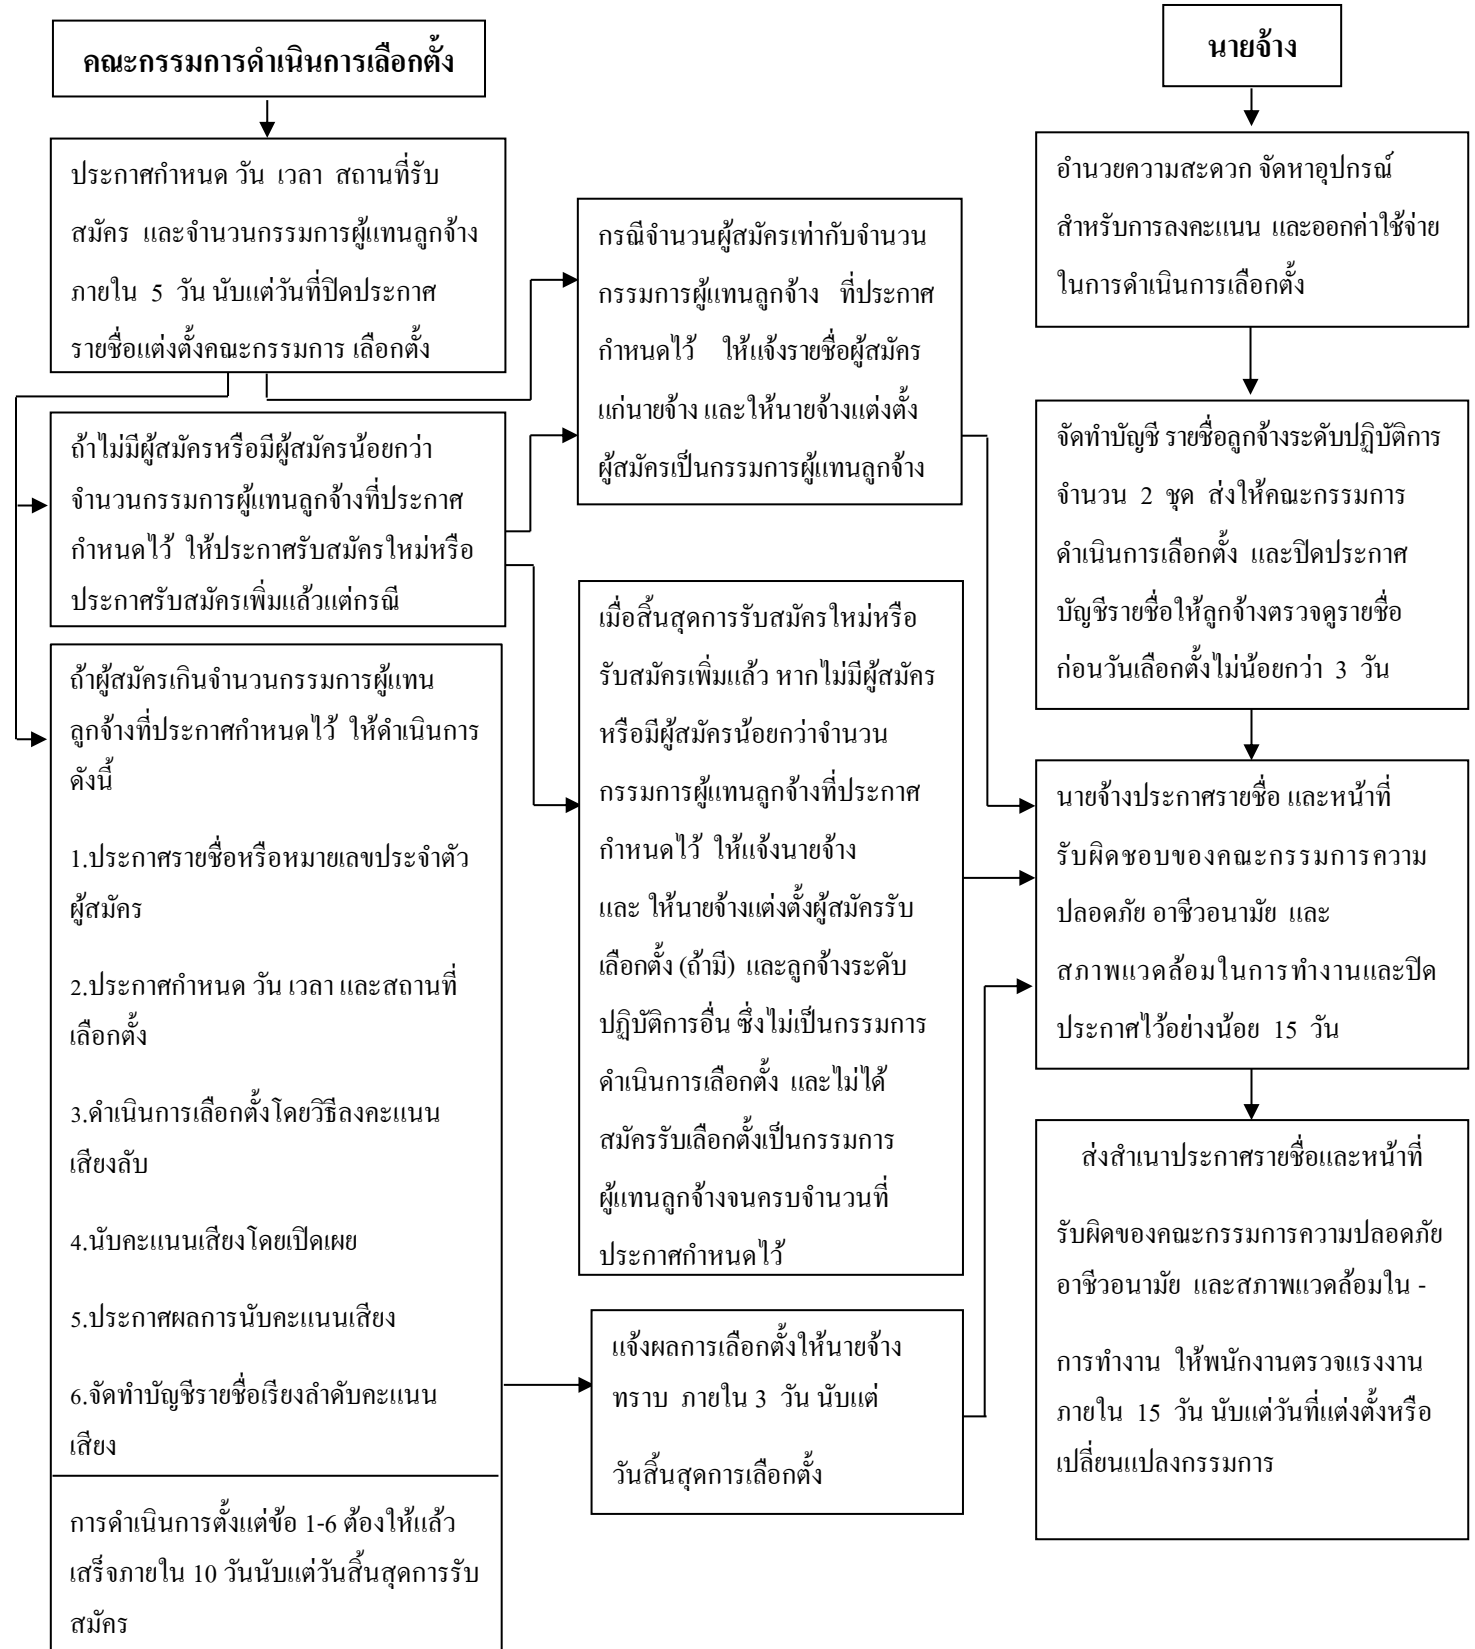 คณะกรรมการดำเนินการเลือกตั้ง
ประกาศกำหนด วัน เวลา สถานที่รับ
สมัคร และจำนวนกรรมการผู้แทนลูกจ้าง
ภายใน 5 วัน นับแต่วันที่ปิดประกาศ
รายชื่อแต่งตั้งคณะกรรมการ เลือกตั้ง
ถ้าไม่มีผู้สมัครหรือมีผู้สมัครน้อยกว่า
จำนวนกรรมการผู้แทนลูกจ้างที่ประกาศ
กำหนดไว้ ให้ประกาศรับสมัครใหม่หรือ
ประกาศรับสมัครเพิ่มแล้วแต่กรณี
ถ้าผู้สมัครเกินจำนวนกรรมการผู้แทน
ลูกจ้างที่ประกาศกำหนดไว้ ให้ดำเนินการ
ดังนี้
1.ประกาศรายชื่อหรือหมายเลขประจำตัว
ผู้สมัคร
2.ประกาศกำหนด วัน เวลา และสถานที่
เลือกตั้ง
3.ดำเนินการเลือกตั้งโดยวิธีลงคะแนน
เสียงลับ
4.นับคะแนนเสียงโดยเปิดเผย
5.ประกาศผลการนับคะแนนเสียง
6.จัดทำบัญชีรายชื่อเรียงลำดับคะแนน
เสียง
การดำเนินการตั้งแต่ข้อ 1-6 ต้องให้แล้ว
เสร็จภายใน 10 วันนับแต่วันสิ้นสุดการรับ
สมัคร
กรณีจำนวนผู้สมัครเท่ากับจำนวน
กรรมการผู้แทนลูกจ้าง ที่ประกาศ
กำหนดไว้ ให้แจ้งรายชื่อผู้สมัคร
แก่นายจ้าง และให้นายจ้างแต่งตั้ง
ผู้สมัครเป็นกรรมการผู้แทนลูกจ้าง
เมื่อสิ้นสุดการรับสมัครใหม่หรือ
รับสมัครเพิ่มแล้ว หากไม่มีผู้สมัคร
หรือมีผู้สมัครน้อยกว่าจำนวน
กรรมการผู้แทนลูกจ้างที่ประกาศ
กำหนดไว้ ให้แจ้งนายจ้าง
และ ให้นายจ้างแต่งตั้งผู้สมัครรับ
เลือกตั้ง (ถ้ามี) และลูกจ้างระดับ
ปฏิบัติการอื่น ซึ่งไม่เป็นกรรมการ
ดำเนินการเลือกตั้ง และไม่ได้
สมัครรับเลือกตั้งเป็นกรรมการ
ผู้แทนลูกจ้างจนครบจำนวนที่
ประกาศกำหนดไว้
แจ้งผลการเลือกตั้งให้นายจ้าง
ทราบ ภายใน 3 วัน นับแต่
วันสิ้นสุดการเลือกตั้ง
นายจ้าง
อำนวยความสะดวก จัดหาอุปกรณ์
สำหรับการลงคะแนน และออกค่าใช้จ่าย
ในการดำเนินการเลือกตั้ง
จัดทำบัญชี รายชื่อลูกจ้างระดับปฏิบัติการ
จำนวน 2 ชุด ส่งให้คณะกรรมการ
ดำเนินการเลือกตั้ง และปิดประกาศ
บัญชีรายชื่อให้ลูกจ้างตรวจดูรายชื่อ
ก่อนวันเลือกตั้งไม่น้อยกว่า 3 วัน
นายจ้างประกาศรายชื่อ และหน้าที่
รับผิดชอบของคณะกรรมการความ
ปลอดภัย อาชีวอนามัย และ
สภาพแวดล้อมในการทำงานและปิด
ประกาศไว้อย่างน้อย 15 วัน
ส่งสำเนาประกาศรายชื่อและหน้าที่
รับผิดของคณะกรรมการความปลอดภัย
อาชีวอนามัย และสภาพแวดล้อมใน -
การทำงาน ให้พนักงานตรวจแรงงาน
ภายใน 15 วัน นับแต่วันที่แต่งตั้งหรือ
เปลี่ยนแปลงกรรมการ